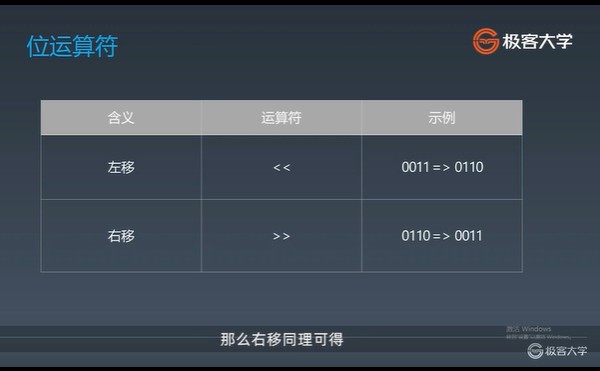 位运算符
极客大学
含义 运算符 示例
左移 << 0011 => 0110
右移 >> 0110 => 0011
激活 Windows
那么右移同理可得
极客大学